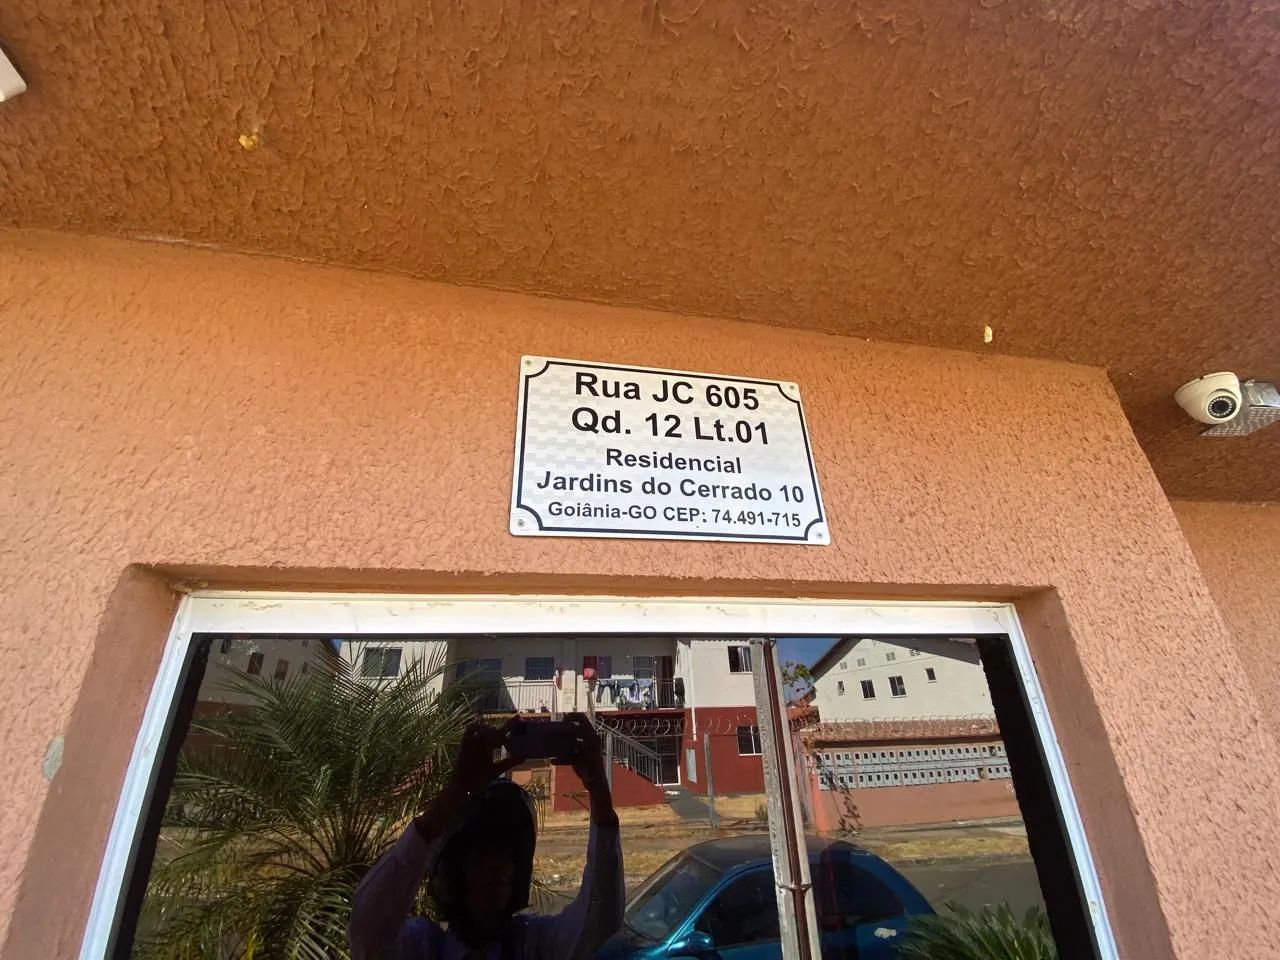 Rua JC 605
Qd. 12 Lt.01
Residencial
Jardins do Cerrado 10
Goiânia-GO CEP: 74.491-715